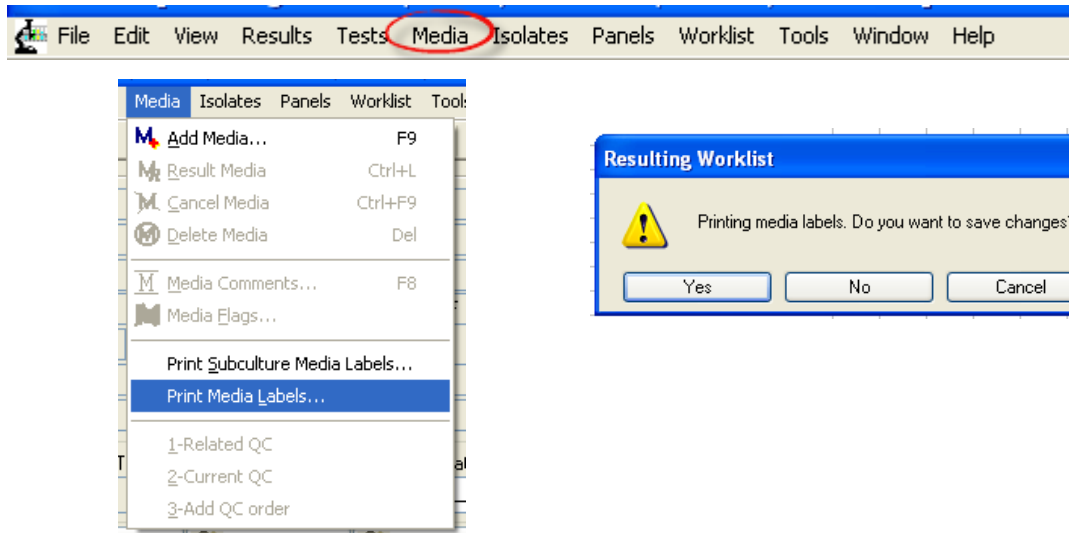 File Edit View Results Tests Media Isolates Panels Worklist Tools Window Help
Media Isolates Panels Worklist
Add Media... F9
Result Media Ctrl+L
Cancel Media Ctrl+F9
Delete Media Del
Media Comments... F8
Media Flags...
Print Subculture Media Labels...
Print Media Labels...
1-Related QC
2-Current QC
3-Add QC order
Resulting Worklist
Printing media labels. Do you want to save changes?
Yes No Cancel